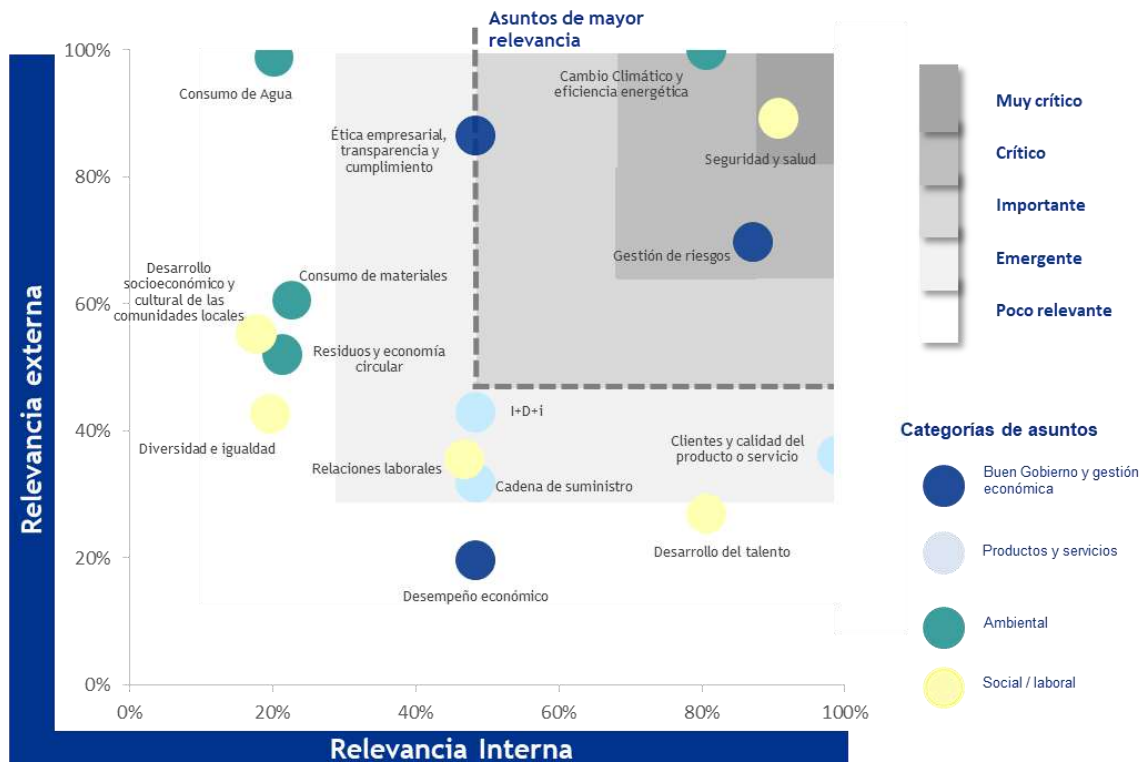 Asuntos de mayor
relevancia
100%
80%
60%
40%
20%
0%
Relevancia externa
Consumo de Agua
Cambio Climático y
eficiencia energética
Ética empresarial,
transparencia y
cumplimiento
Seguridad y salud
Gestión de riesgos
Desarrollo
socioeconómico y
cultural de las
comunidades locales
Consumo de materiales
Residuos y economía
circular
I+D+i
Diversidad e igualdad
Relaciones laborales
Cadena de suministro
Clientes y calidad del
producto o servicio
Desarrollo del talento
Desempeño económico
0%
20%
40%
60%
80%
100%
Relevancia Interna
Muy crítico
Crítico
Importante
Emergente
Poco relevante
Categorías de asuntos
Buen Gobierno y gestión
económica
Productos y servicios
Ambiental
Social / laboral